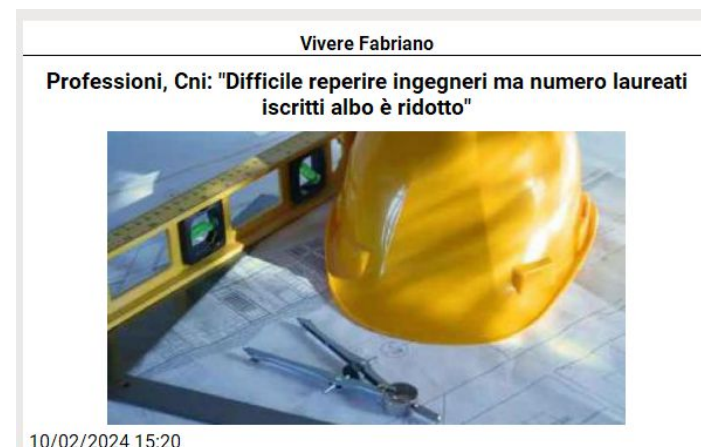 Vivere Fabriano
Professioni, Cni: "Difficile reperire ingegneri ma numero laureati
iscritti albo è ridotto"
10/02/2024 15:20